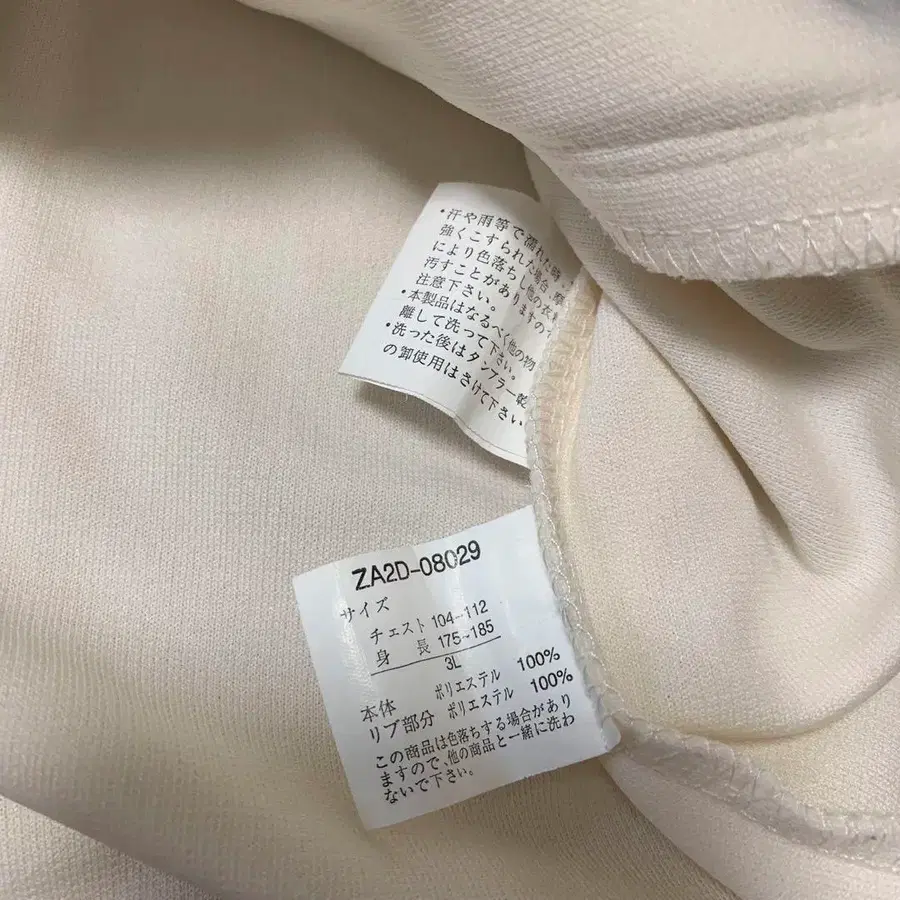 ・汗や雨等で濡れた時、
強くこすられた場合、摩
により色落ちし他の衣
汚すことがありますので
注意下さい。
・本製品はなるべく他の物
離して洗って下さい。
・洗った後はタンブラー乾
の御使用はさけて下さい
ZA2D-08029
サイズ
チェスト 104~112
身 長 175~185
3L
本体 ポリエステル 100%
リブ部分 ポリエステル 100%
この商品は色落ちする場合があり
ますので、他の商品と一緒に洗わ
ないで下さい。